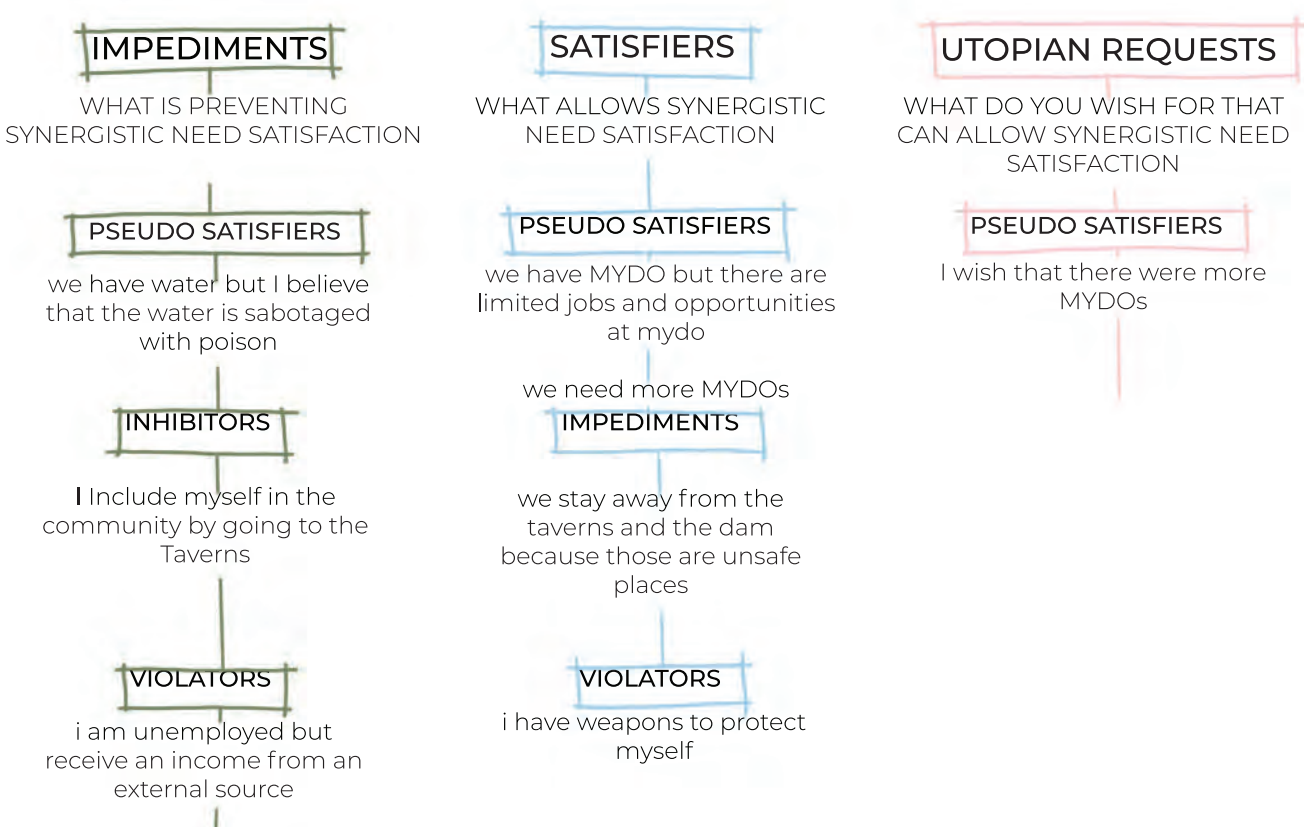 IMPEDIMENTS
WHAT IS PREVENTING
SYNERGISTIC NEED SATISFACTION
PSEUDO SATISFIERS
we have water but I believe
that the water is sabotaged
with poison
INHIBITORS
I Include myself in the
community by going to the
Taverns
VIOLATORS
i am unemployed but
receive an income from an
external source
SATISFIERS
WHAT ALLOWS SYNERGISTIC
NEED SATISFACTION
PSEUDO SATISFIERS
we have MYDO but there are
limited jobs and opportunities
at mydo
we need more MYDOs
IMPEDIMENTS
we stay away from the
taverns and the dam
because those are unsafe
places
VIOLATORS
i have weapons to protect
myself
UTOPIAN REQUESTS
WHAT DO YOU WISH FOR THAT
CAN ALLOW SYNERGISTIC NEED
SATISFACTION
PSEUDO SATISFIERS
I wish that there were more
MYDOs